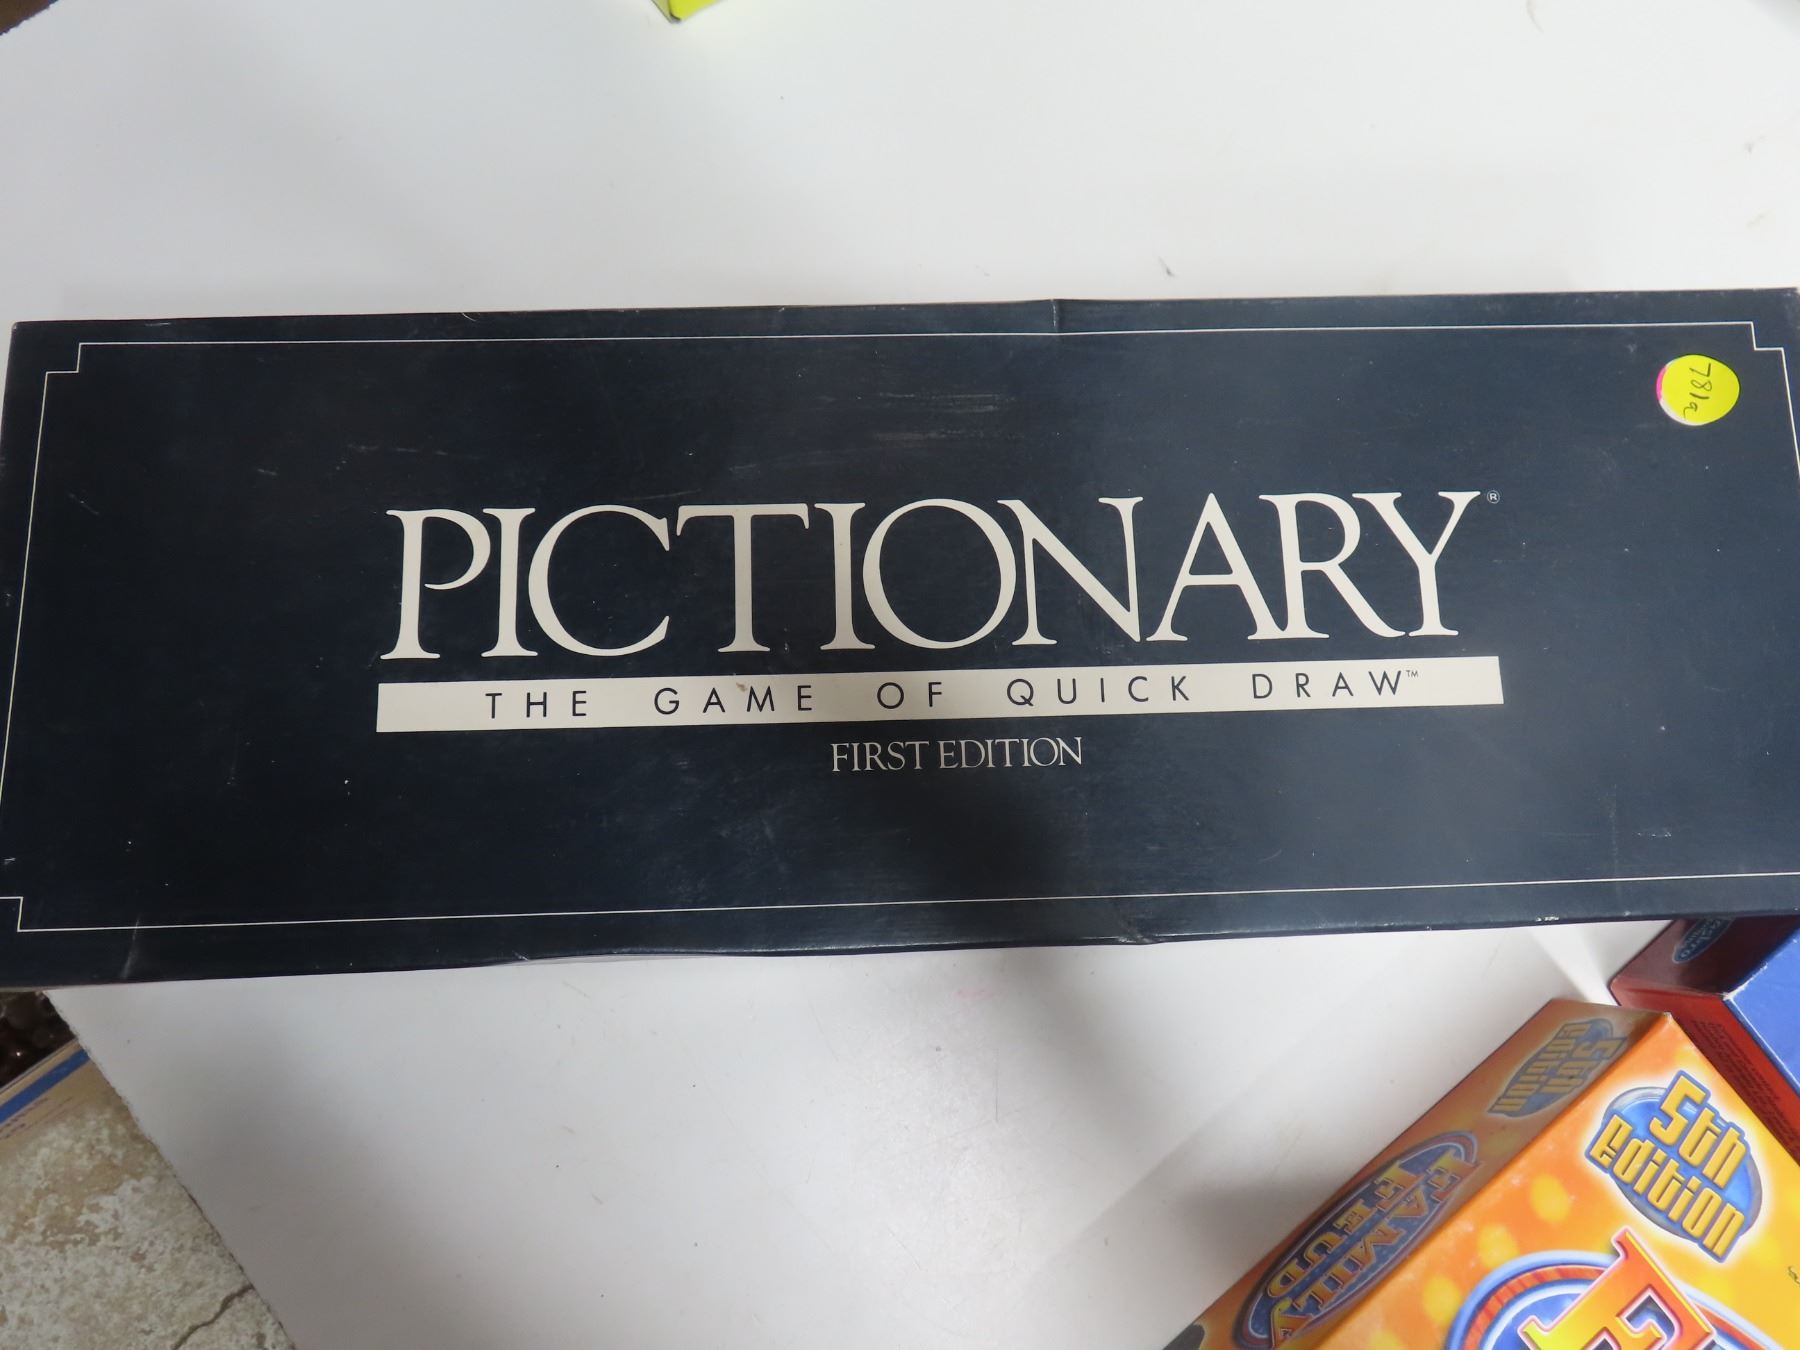 781a
PICTIONARY®
THE GAME OF QUICK DRAW™
FIRST EDITION
5th
edition
FAMILY
FEUD
5th
edition
F